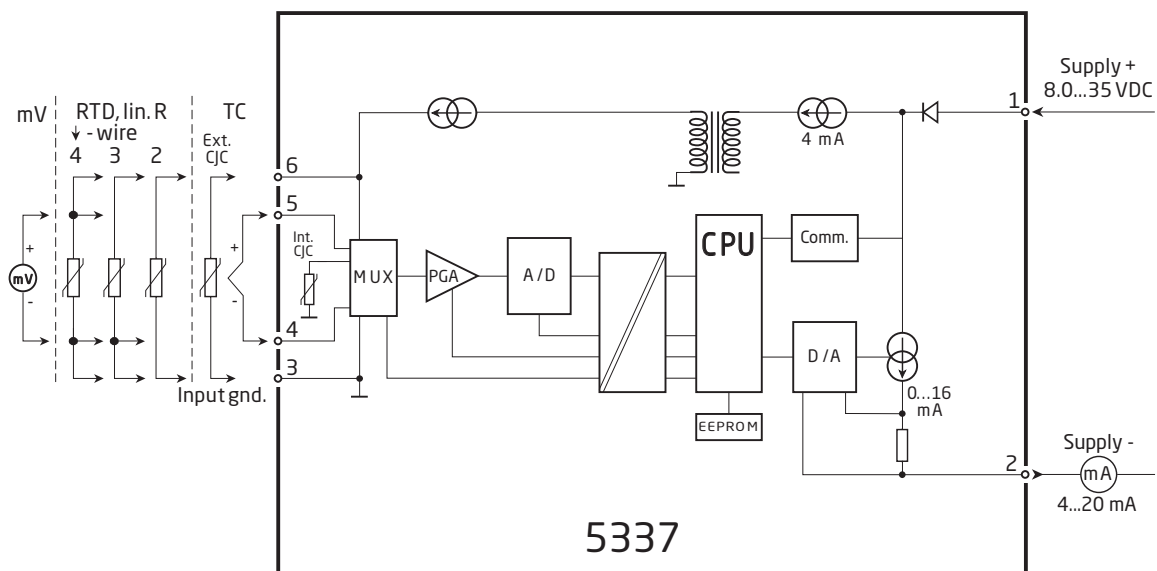 Supply +
8.0...35 VDC
1
4 mA
mV
RTD, lin. R
- wire
4
3
2
TC
Ext.
CJC
6
5
Int.
CJC
MUX
PGA
A/D
CPU
Comm.
+
-
mV
+
-
4
3
Input gnd.
D/A
0...16
mA
EEPROM
2
Supply -
mA
4...20 mA
5337